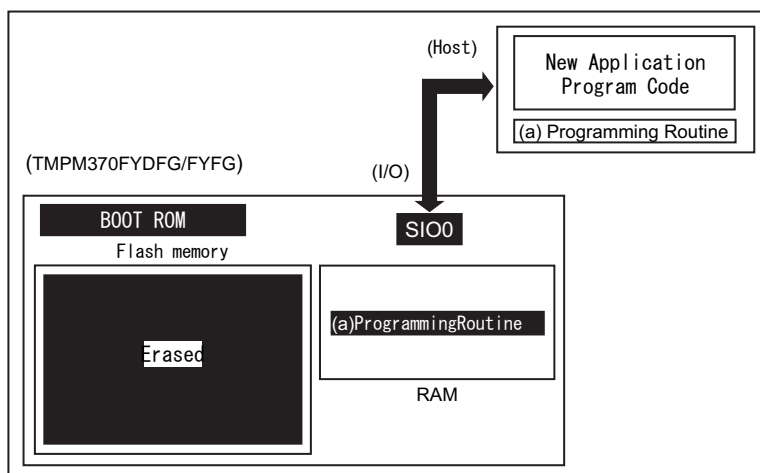 (Host)
New Application
Program Code
(a) Programming Routine
(TMPM370FYDFG/FYFG)
(I/O)
BOOT ROM
SIO0
Flash memory
(a)ProgrammingRoutine
Erased
RAM